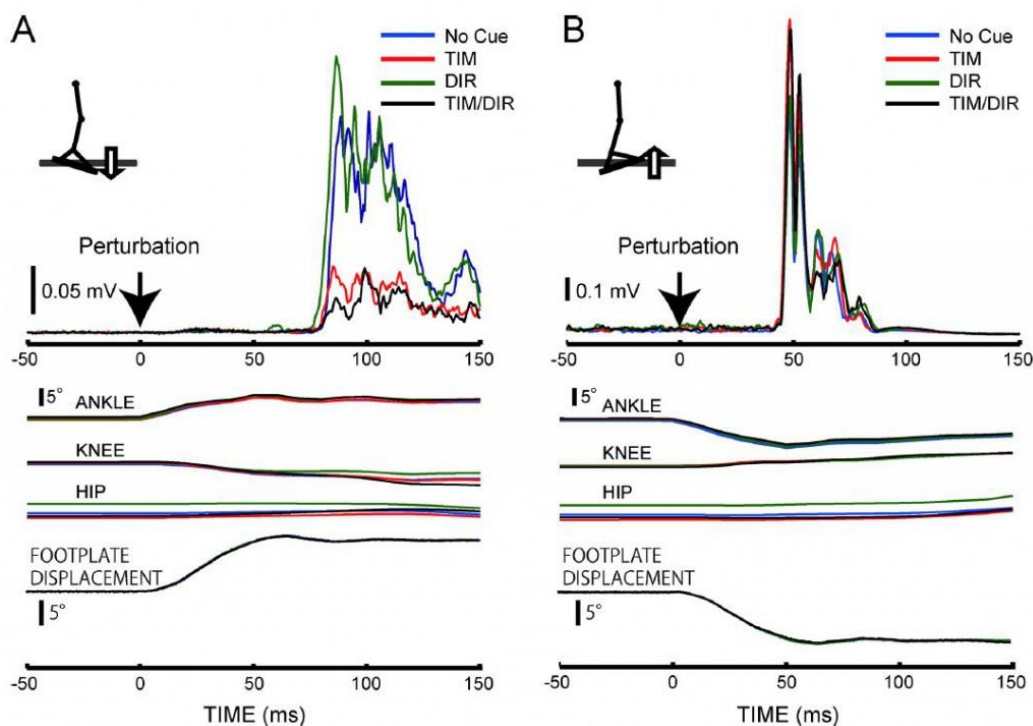 A
No Cue
TIM
DIR
TIM/DIR
Perturbation
0.05 mV
-50 0 50 100 150
5°
ANKLE
KNEE
HIP
FOOTPLATE
DISPLACEMENT
5°
-50 0 50 100 150
TIME (ms)
B
No Cue
TIM
DIR
TIM/DIR
Perturbation
0.1 mV
-50 0 50 100 150
5°
ANKLE
KNEE
HIP
FOOTPLATE
DISPLACEMENT
5°
-50 0 50 100 150
TIME (ms)